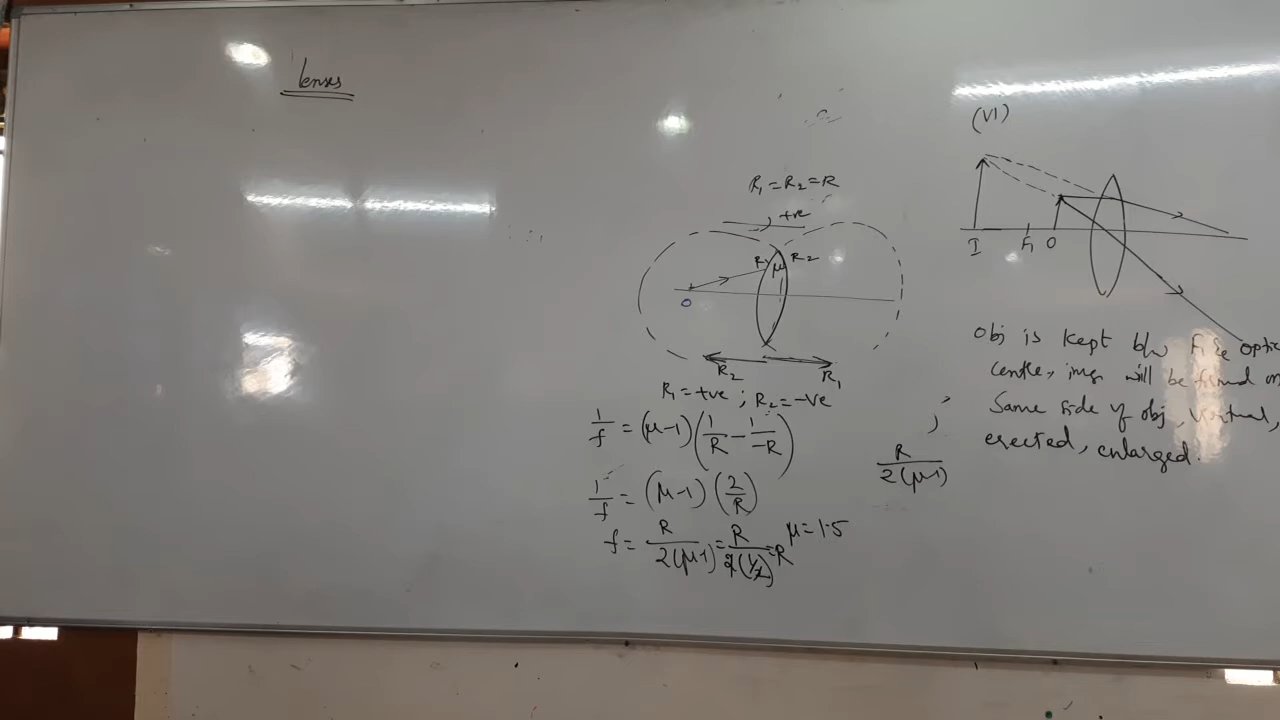 lenses
R₁ = R₂ = R
+ve
R₁ μ R₂
O
R₂ R₁
R₁ = +ve ; R₂ = -ve
1/f = (μ-1)(1/R - 1/-R)
1/f = (μ-1)(2/R)
f = R/2(μ-1) = R/2(1/2) = R
μ = 1.5
R/2(μ-1)
(VI)
I F₁ O
Obj is kept b/w F₁ & optic
centre, img will be formed on
Same side of obj, virtual,
erected, enlarged.